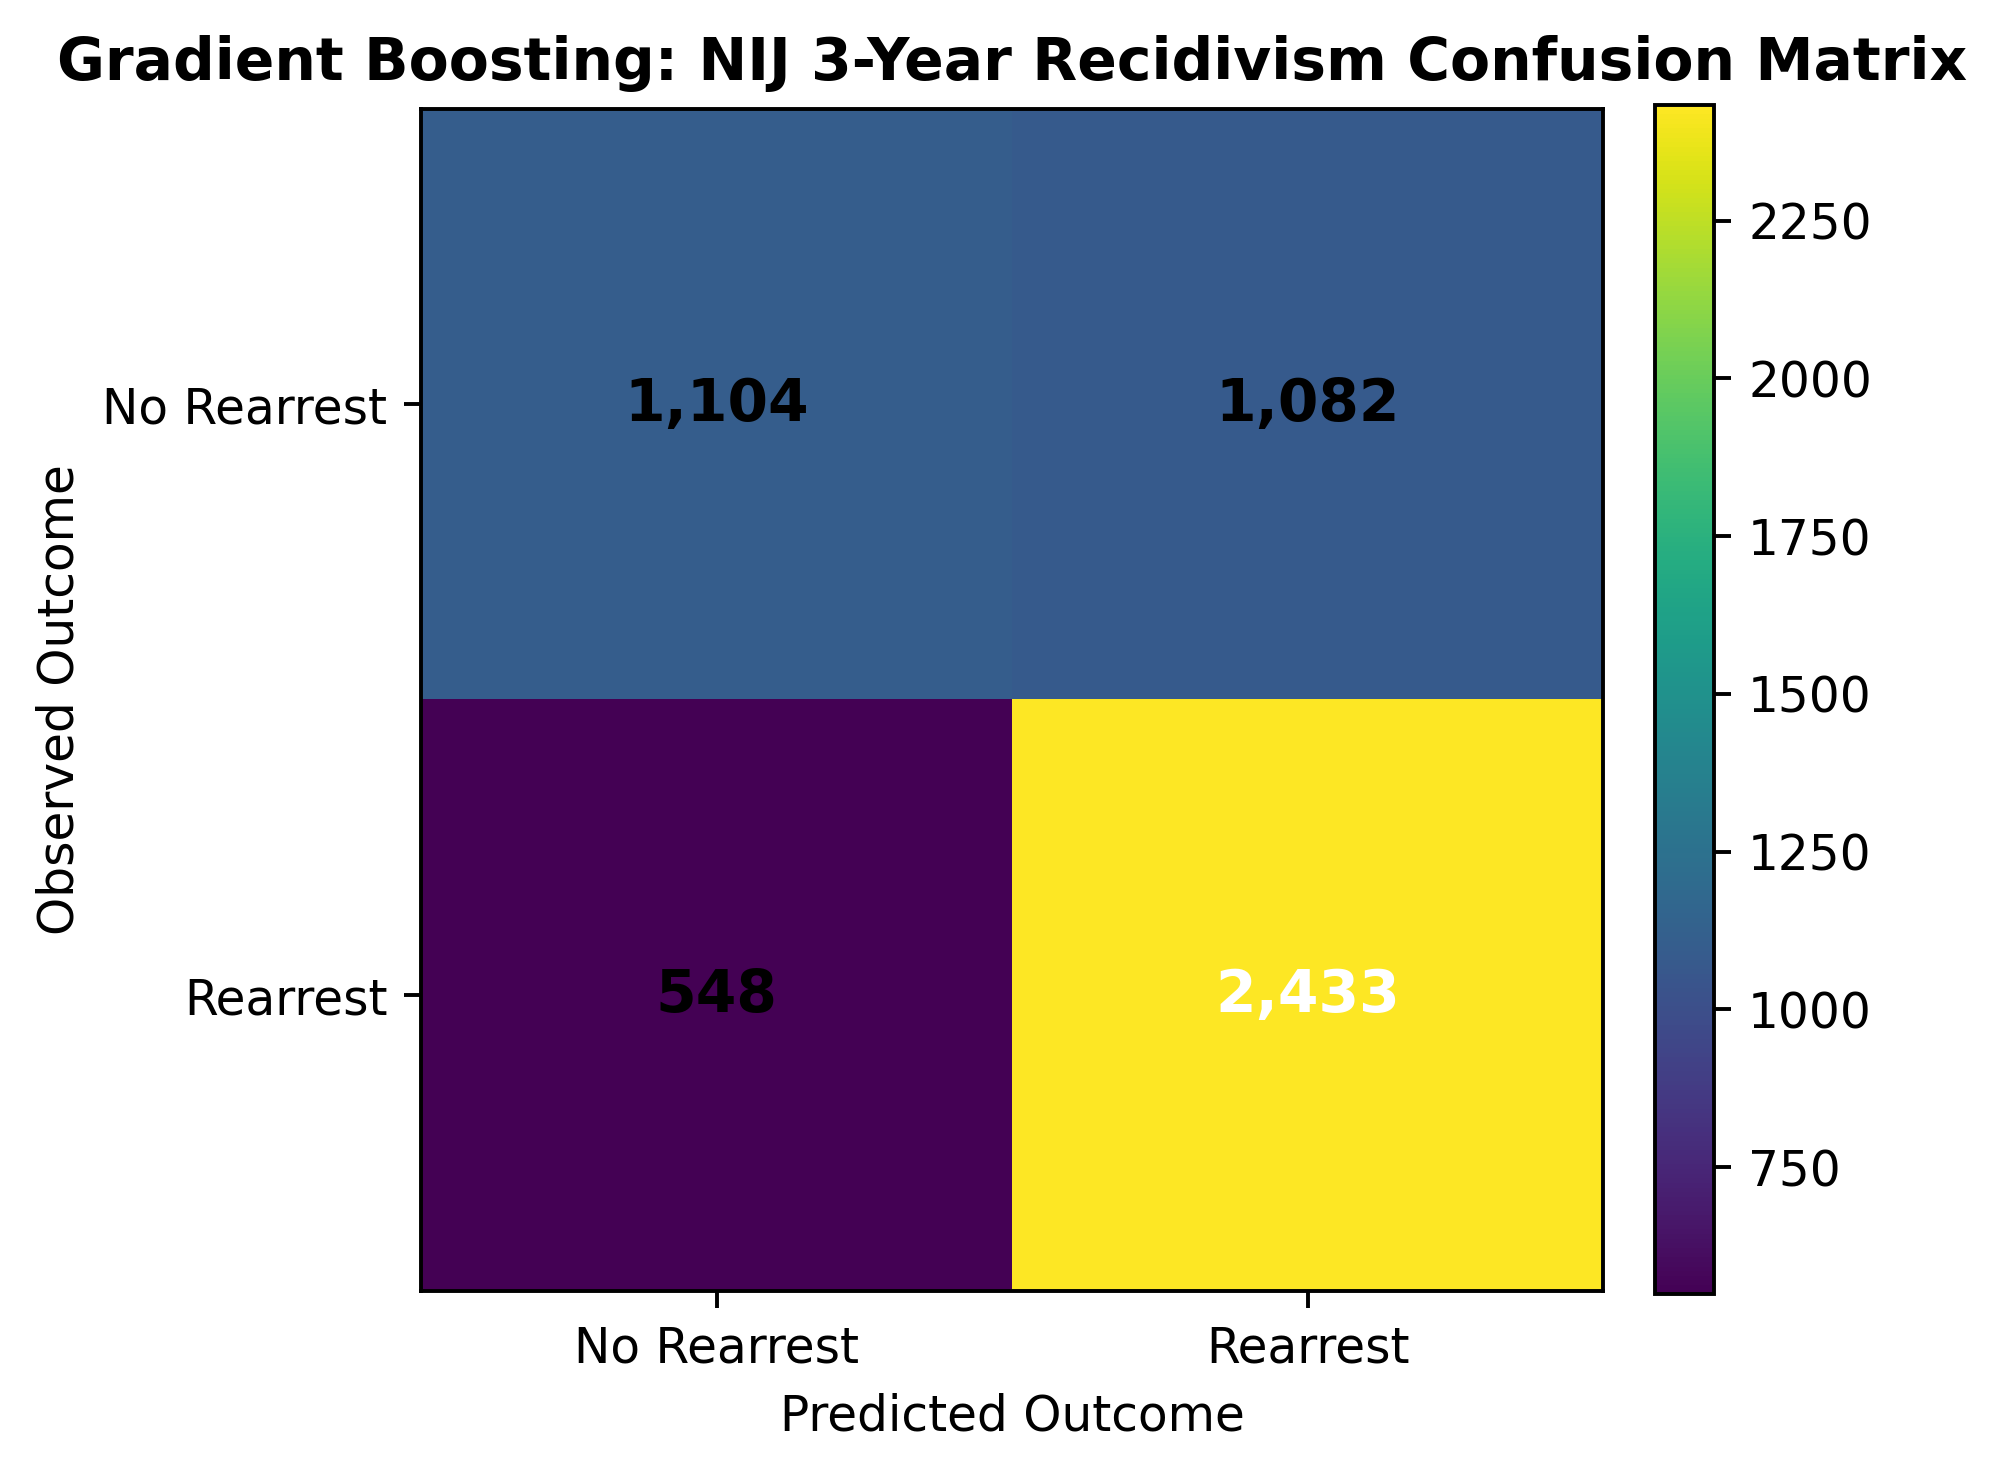 Gradient Boosting: NIJ 3-Year Recidivism Confusion Matrix
Observed Outcome
No Rearrest
Rearrest
1,104
1,082
548
2,433
No Rearrest
Rearrest
Predicted Outcome
2250
2000
1750
1500
1250
1000
750